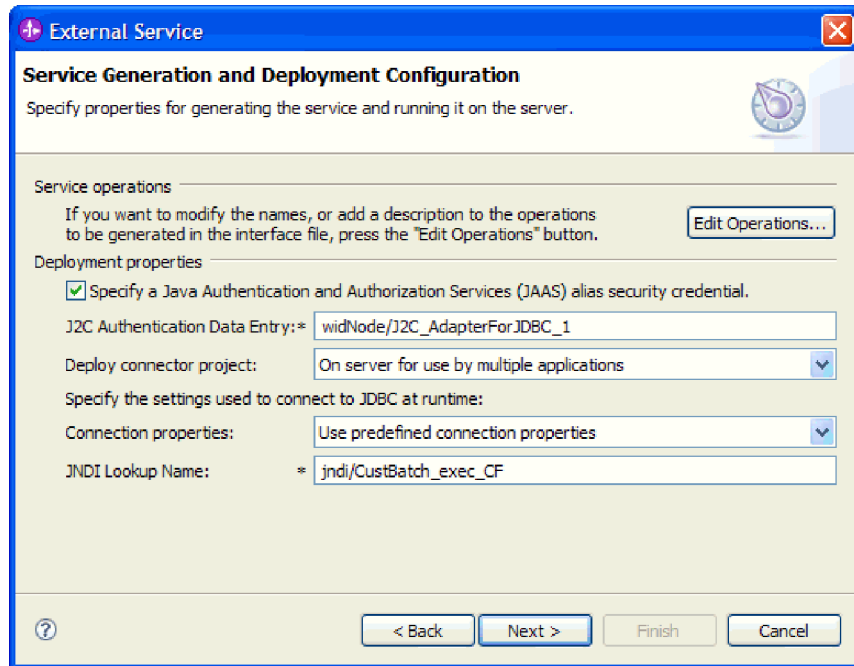 External Service
Service Generation and Deployment Configuration
Specify properties for generating the service and running it on the server.
Service operations
If you want to modify the names, or add a description to the operations
to be generated in the interface file, press the "Edit Operations" button.
Edit Operations...
Deployment properties
Specify a Java Authentication and Authorization Services (JAAS) alias security credential.
J2C Authentication Data Entry:* widNode/J2C_AdapterForJDBC_1
Deploy connector project: On server for use by multiple applications
Specify the settings used to connect to JDBC at runtime:
Connection properties: Use predefined connection properties
JNDI Lookup Name: * jndi/CustBatch_exec_CF
? < Back Next > Finish Cancel